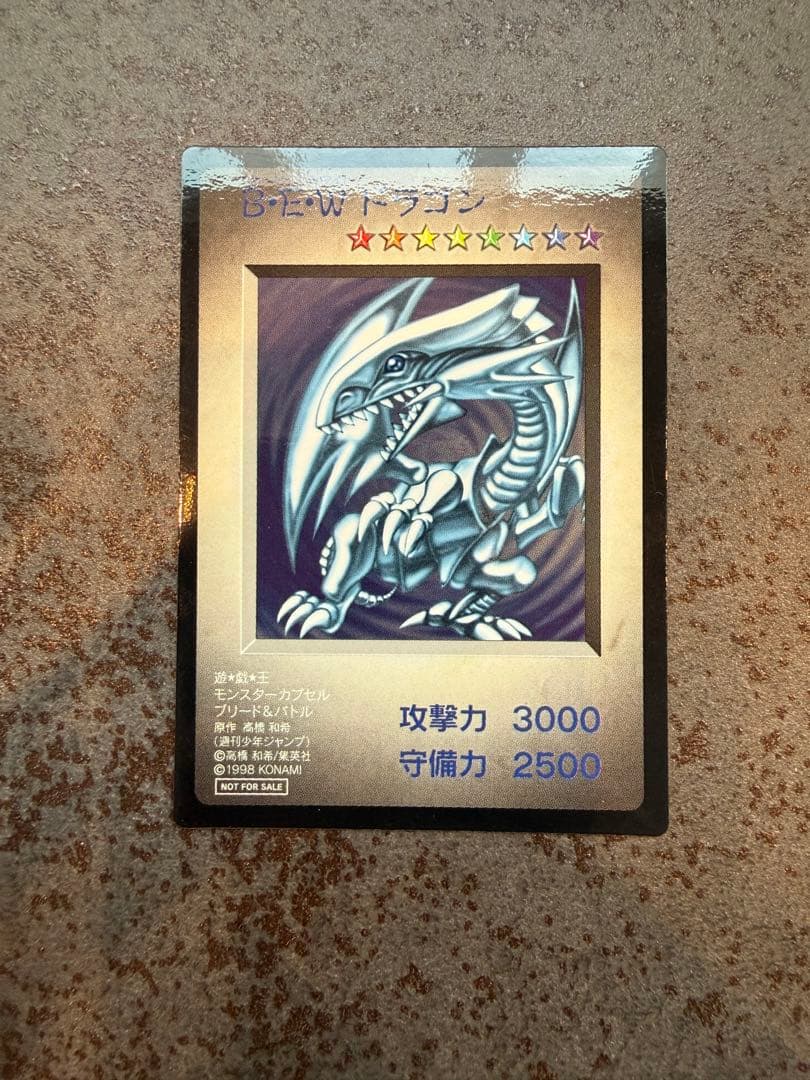 B・E・W ドラゴン
遊★戯★王
モンスターカプセル
ブリード&バトル
原作 高橋 和希
(週刊少年ジャンプ)
©高橋 和希/集英社
©1998 KONAMI
NOT FOR SALE
攻撃力 3000
守備力 2500